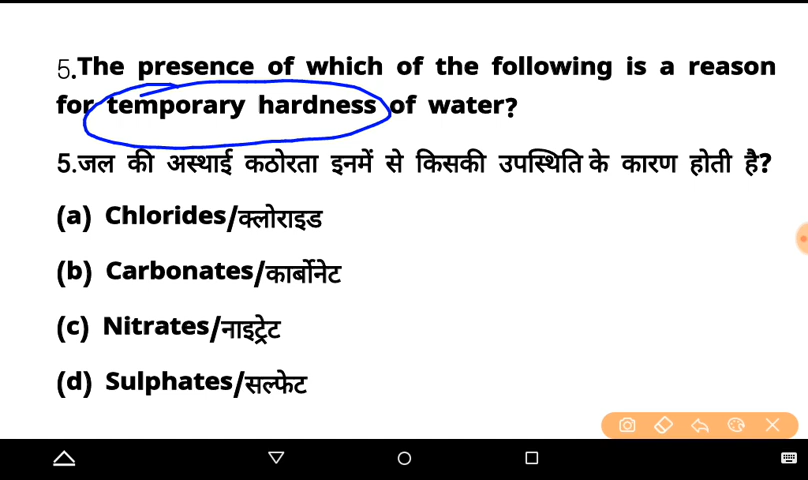 5.The presence of which of the following is a reason
for temporary hardness of water?
5.जल की अस्थाई कठोरता इनमें से किसकी उपस्थिति के कारण होती है?
(a) Chlorides/क्लोराइड
(b) Carbonates/कार्बोनेट
(c) Nitrates/नाइट्रेट
(d) Sulphates/सल्फेट